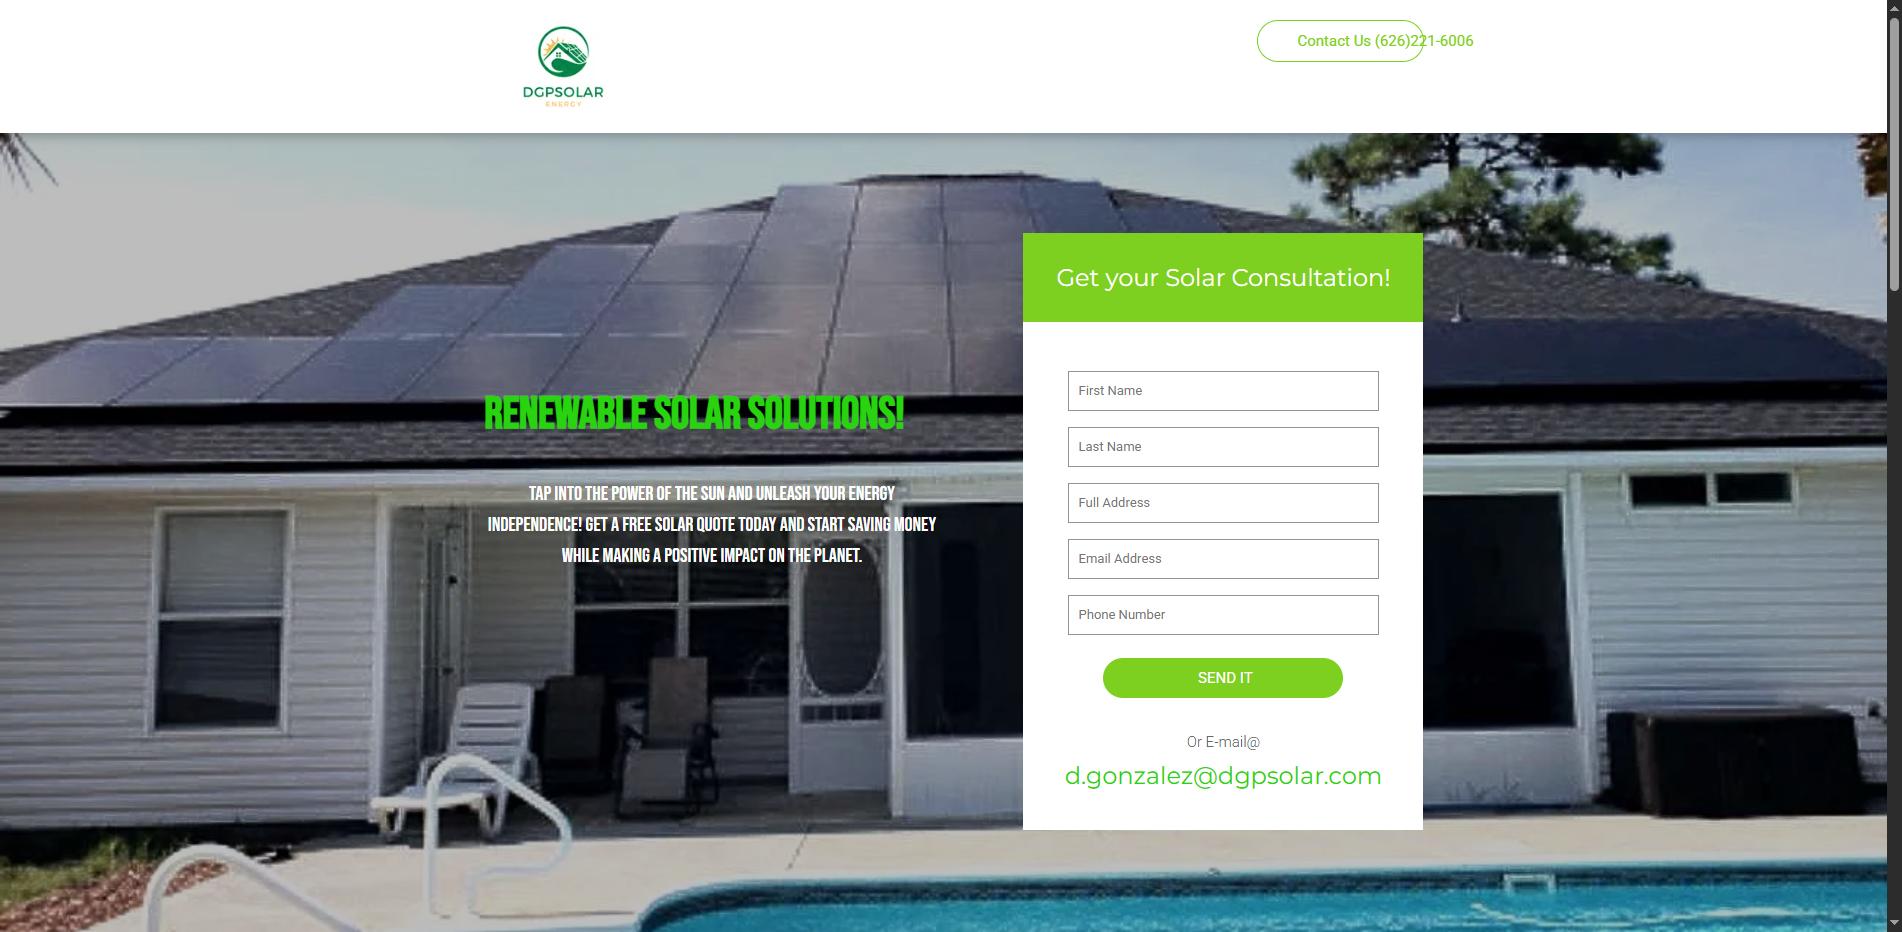 DGPSOLAR
ENERGY
Contact Us (626)221-6006
Get your Solar Consultation!
First Name
Last Name
Full Address
Email Address
Phone Number
SEND IT
Or E-mail@
d.gonzalez@dgpsolar.com
RENEWABLE SOLAR SOLUTIONS!
TAP INTO THE POWER OF THE SUN AND UNLEASH YOUR ENERGY
INDEPENDENCE! GET A FREE SOLAR QUOTE TODAY AND START SAVING MONEY
WHILE MAKING A POSITIVE IMPACT ON THE PLANET.